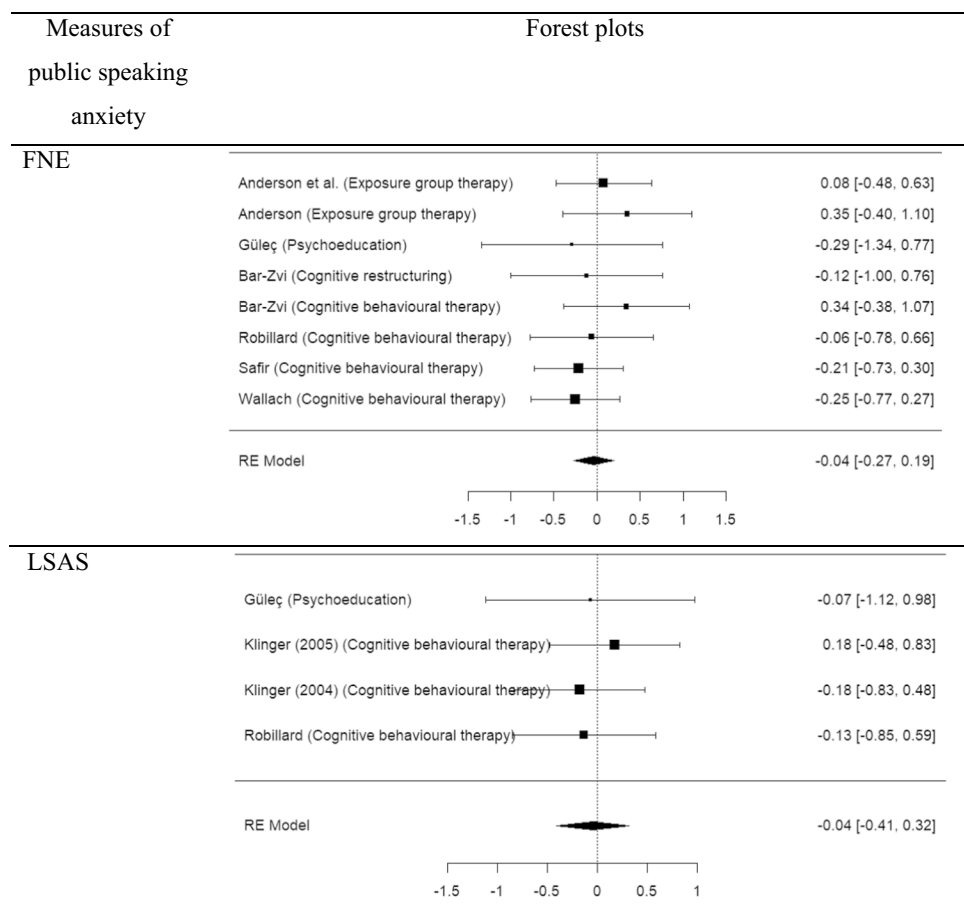 Measures of public speaking anxiety
Forest plots
FNE
Anderson et al. (Exposure group therapy) 0.08 [-0.48, 0.63]
Anderson (Exposure group therapy) 0.35 [-0.40, 1.10]
Güleç (Psychoeducation) -0.29 [-1.34, 0.77]
Bar-Zvi (Cognitive restructuring) -0.12 [-1.00, 0.76]
Bar-Zvi (Cognitive behavioural therapy) 0.34 [-0.38, 1.07]
Robillard (Cognitive behavioural therapy) -0.06 [-0.78, 0.66]
Safir (Cognitive behavioural therapy) -0.21 [-0.73, 0.30]
Wallach (Cognitive behavioural therapy) -0.25 [-0.77, 0.27]
RE Model -0.04 [-0.27, 0.19]
-1.5 -1 -0.5 0 0.5 1 1.5
LSAS
Güleç (Psychoeducation) -0.07 [-1.12, 0.98]
Klinger (2005) (Cognitive behavioural therapy) 0.18 [-0.48, 0.83]
Klinger (2004) (Cognitive behavioural therapy) -0.18 [-0.83, 0.48]
Robillard (Cognitive behavioural therapy) -0.13 [-0.85, 0.59]
RE Model -0.04 [-0.41, 0.32]
-1.5 -1 -0.5 0 0.5 1